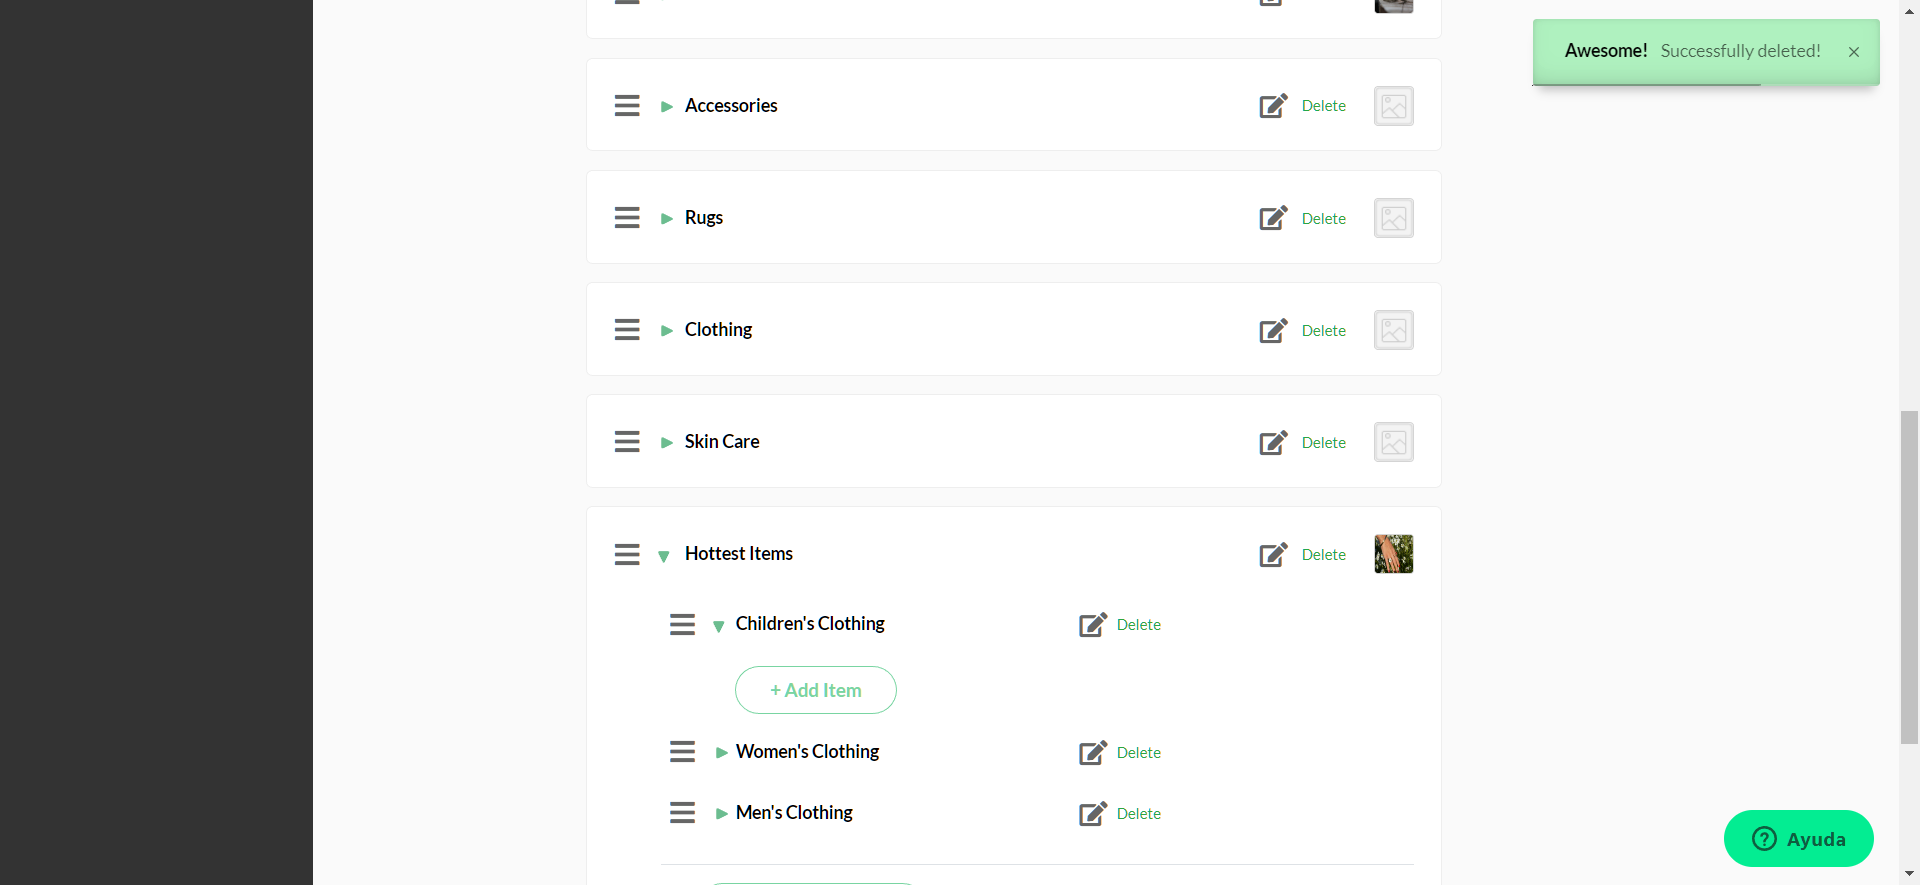 Awesome! Successfully deleted! ×
Accessories Delete
Rugs Delete
Clothing Delete
Skin Care Delete
Hottest Items Delete
Children's Clothing Delete
+ Add Item
Women's Clothing Delete
Men's Clothing Delete
Ayuda